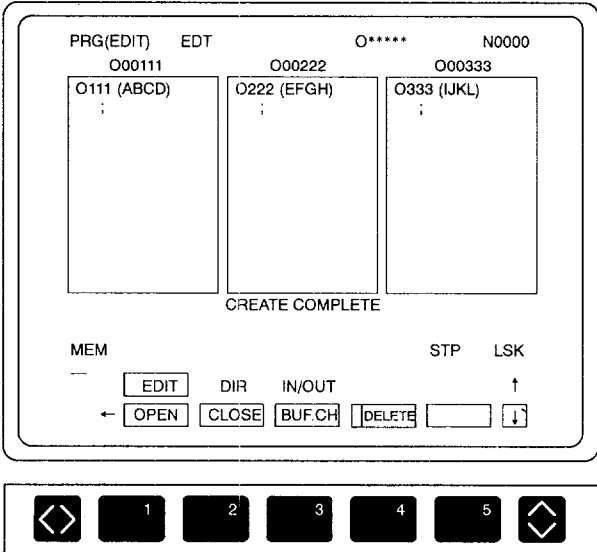 PRG(EDIT) EDT O***** N0000
O00111 O00222 O00333
O111 (ABCD) O222 (EFGH) O333 (IJKL)
; ; ;
CREATE COMPLETE
MEM STP LSK
EDIT DIR IN/OUT ↑
← OPEN CLOSE BUF.CH DELETE ↓
1 2 3 4 5